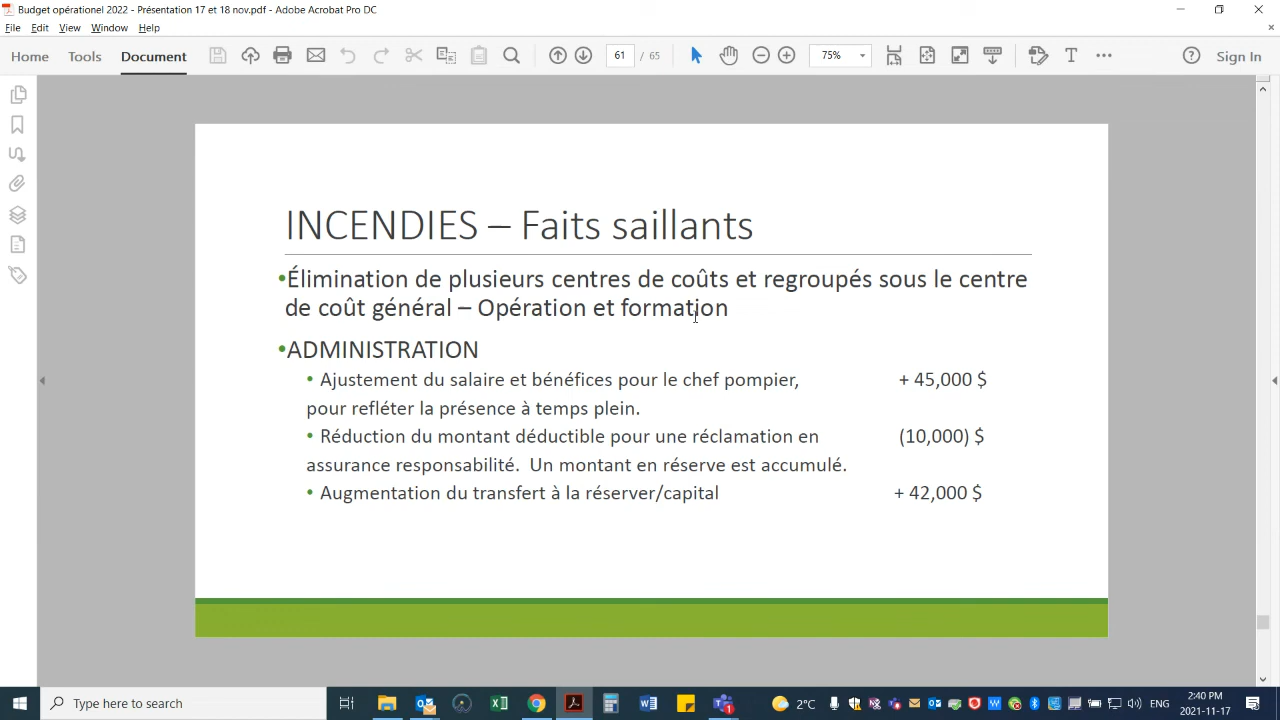 Budget opérationel 2022 - Présentation 17 et 18 nov.pdf - Adobe Acrobat Pro DC
File Edit View Window Help
Home Tools Document 61 / 65 75% Sign In
INCENDIES – Faits saillants
•Élimination de plusieurs centres de coûts et regroupés sous le centre
de coût général – Opération et formation
•ADMINISTRATION
• Ajustement du salaire et bénéfices pour le chef pompier, + 45,000 $
pour refléter la présence à temps plein.
• Réduction du montant déductible pour une réclamation en (10,000) $
assurance responsabilité. Un montant en réserve est accumulé.
• Augmentation du transfert à la réserver/capital + 42,000 $
Type here to search 2°C ENG 2:40 PM
2021-11-17